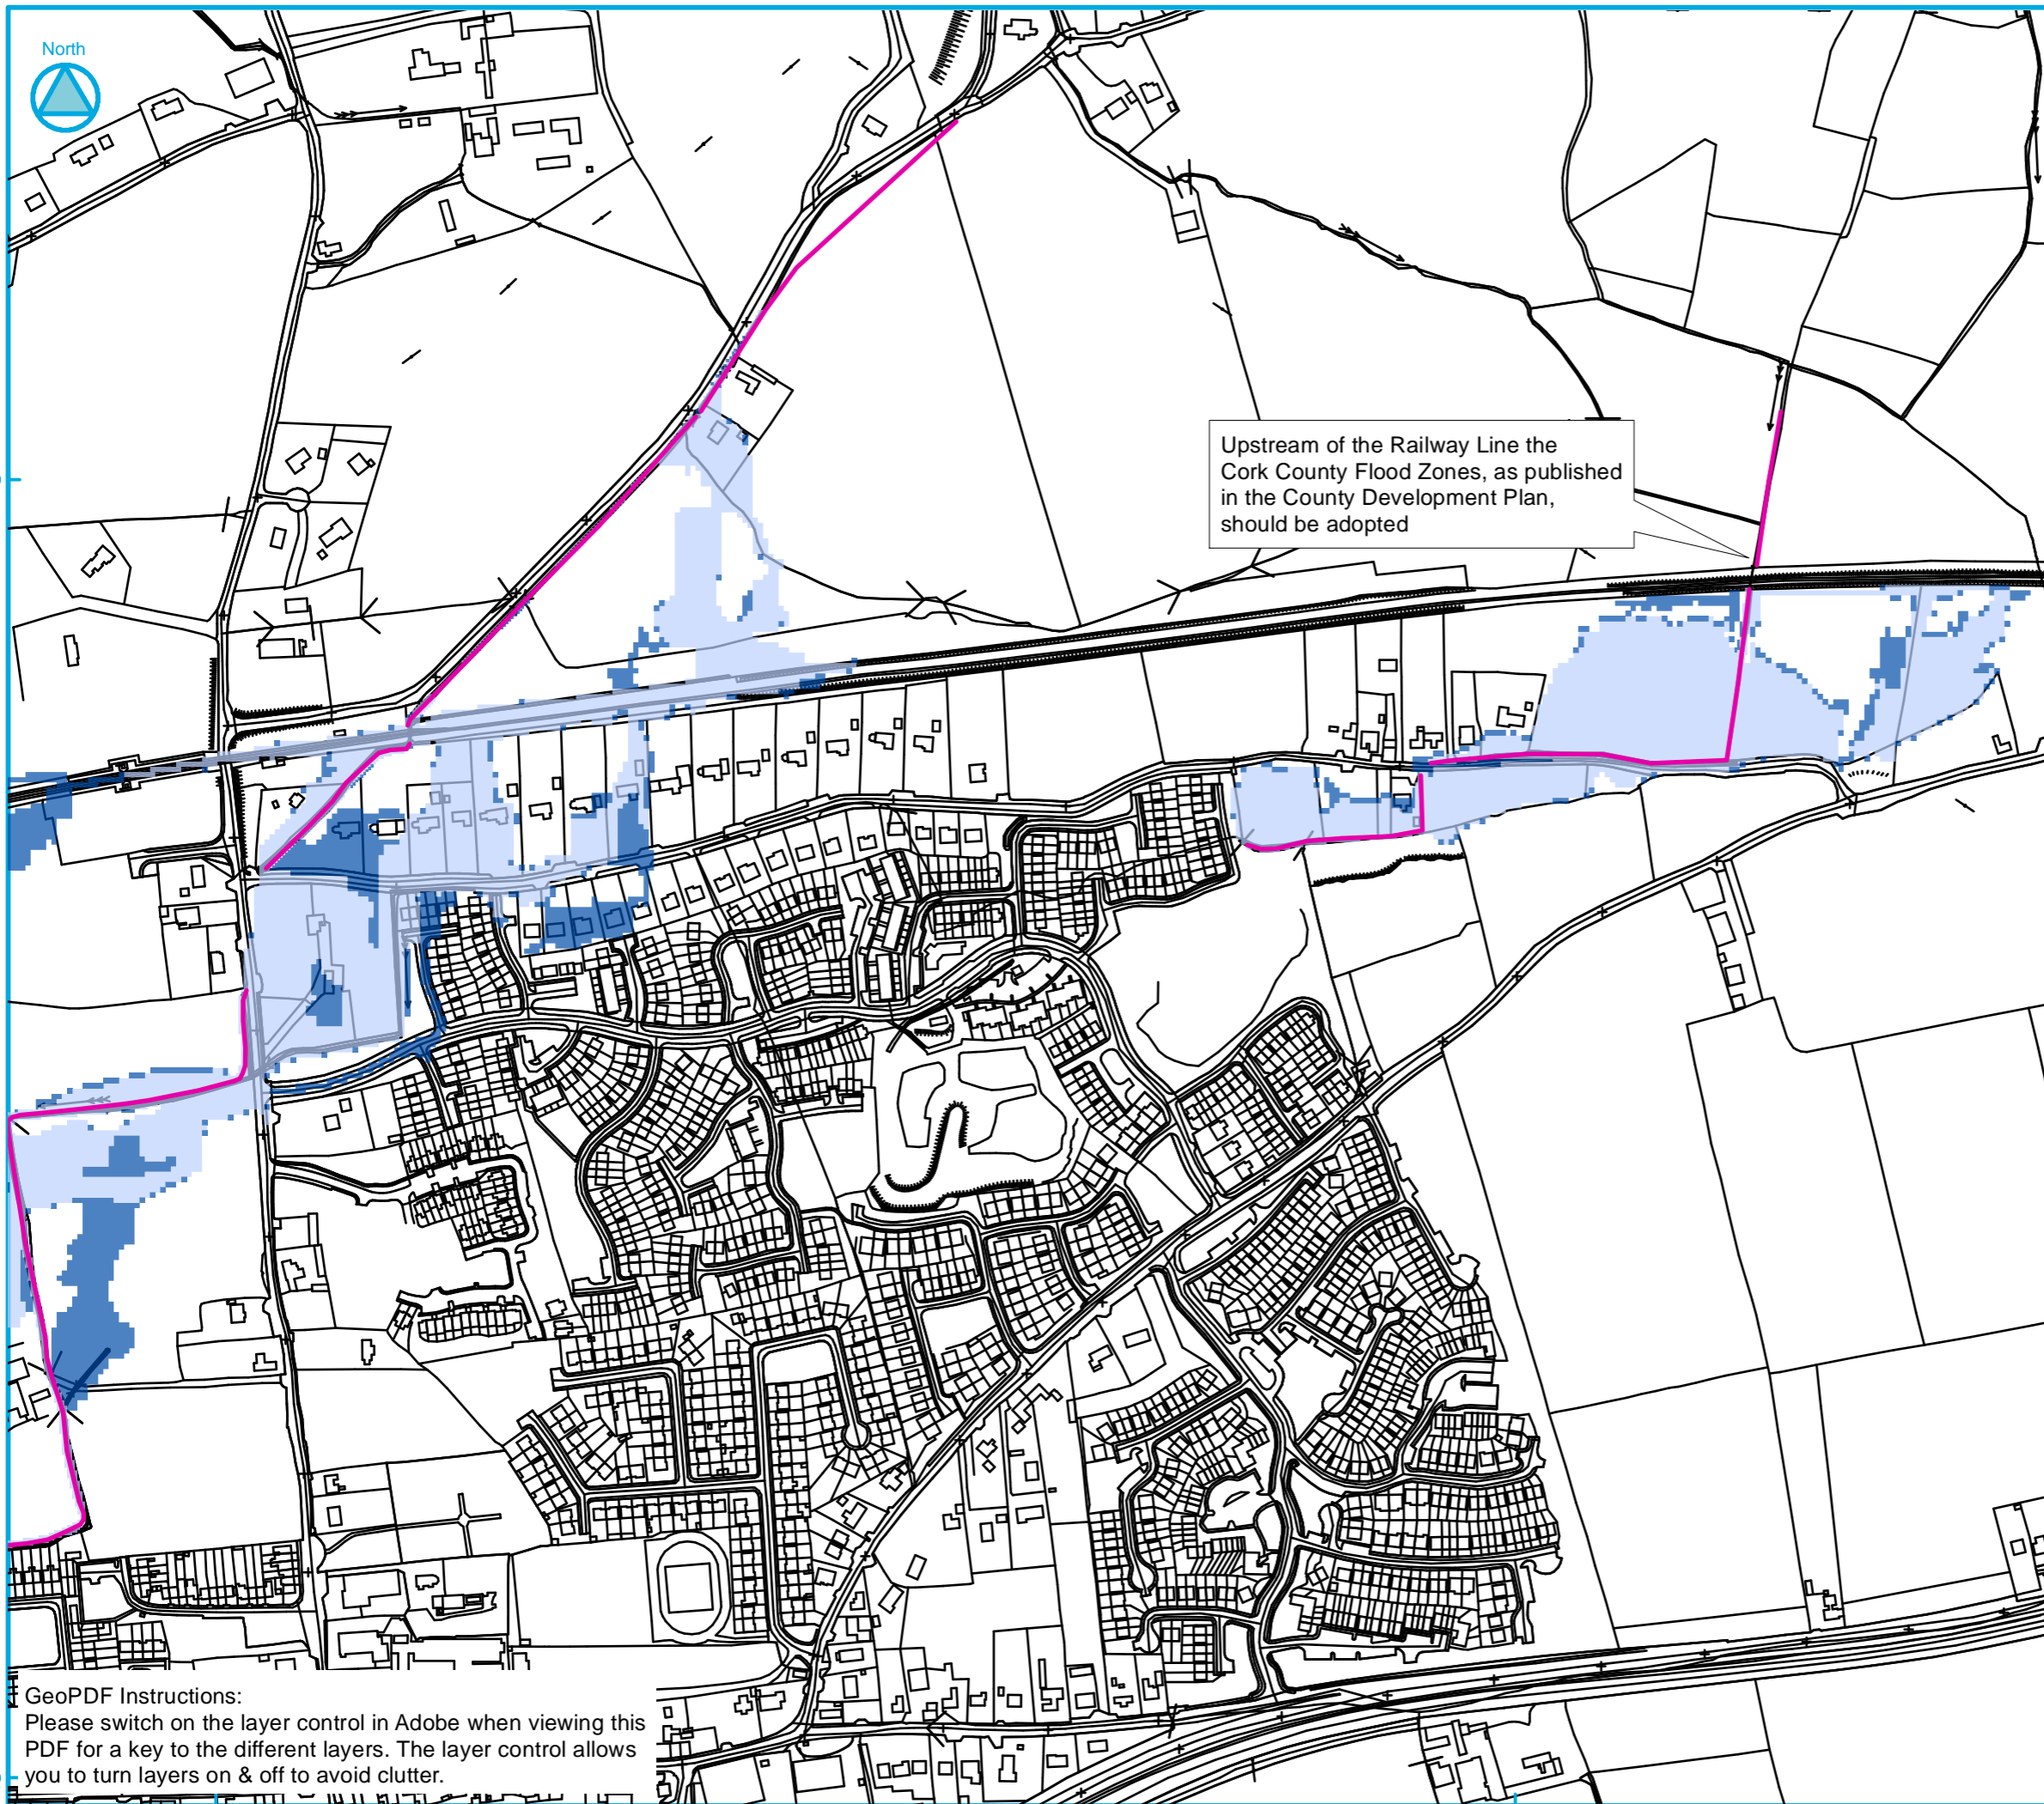 North
Upstream of the Railway Line the
Cork County Flood Zones, as published
in the County Development Plan,
should be adopted
GeoPDF Instructions:
Please switch on the layer control in Adobe when viewing this
PDF for a key to the different layers. The layer control allows
you to turn layers on & off to avoid clutter.